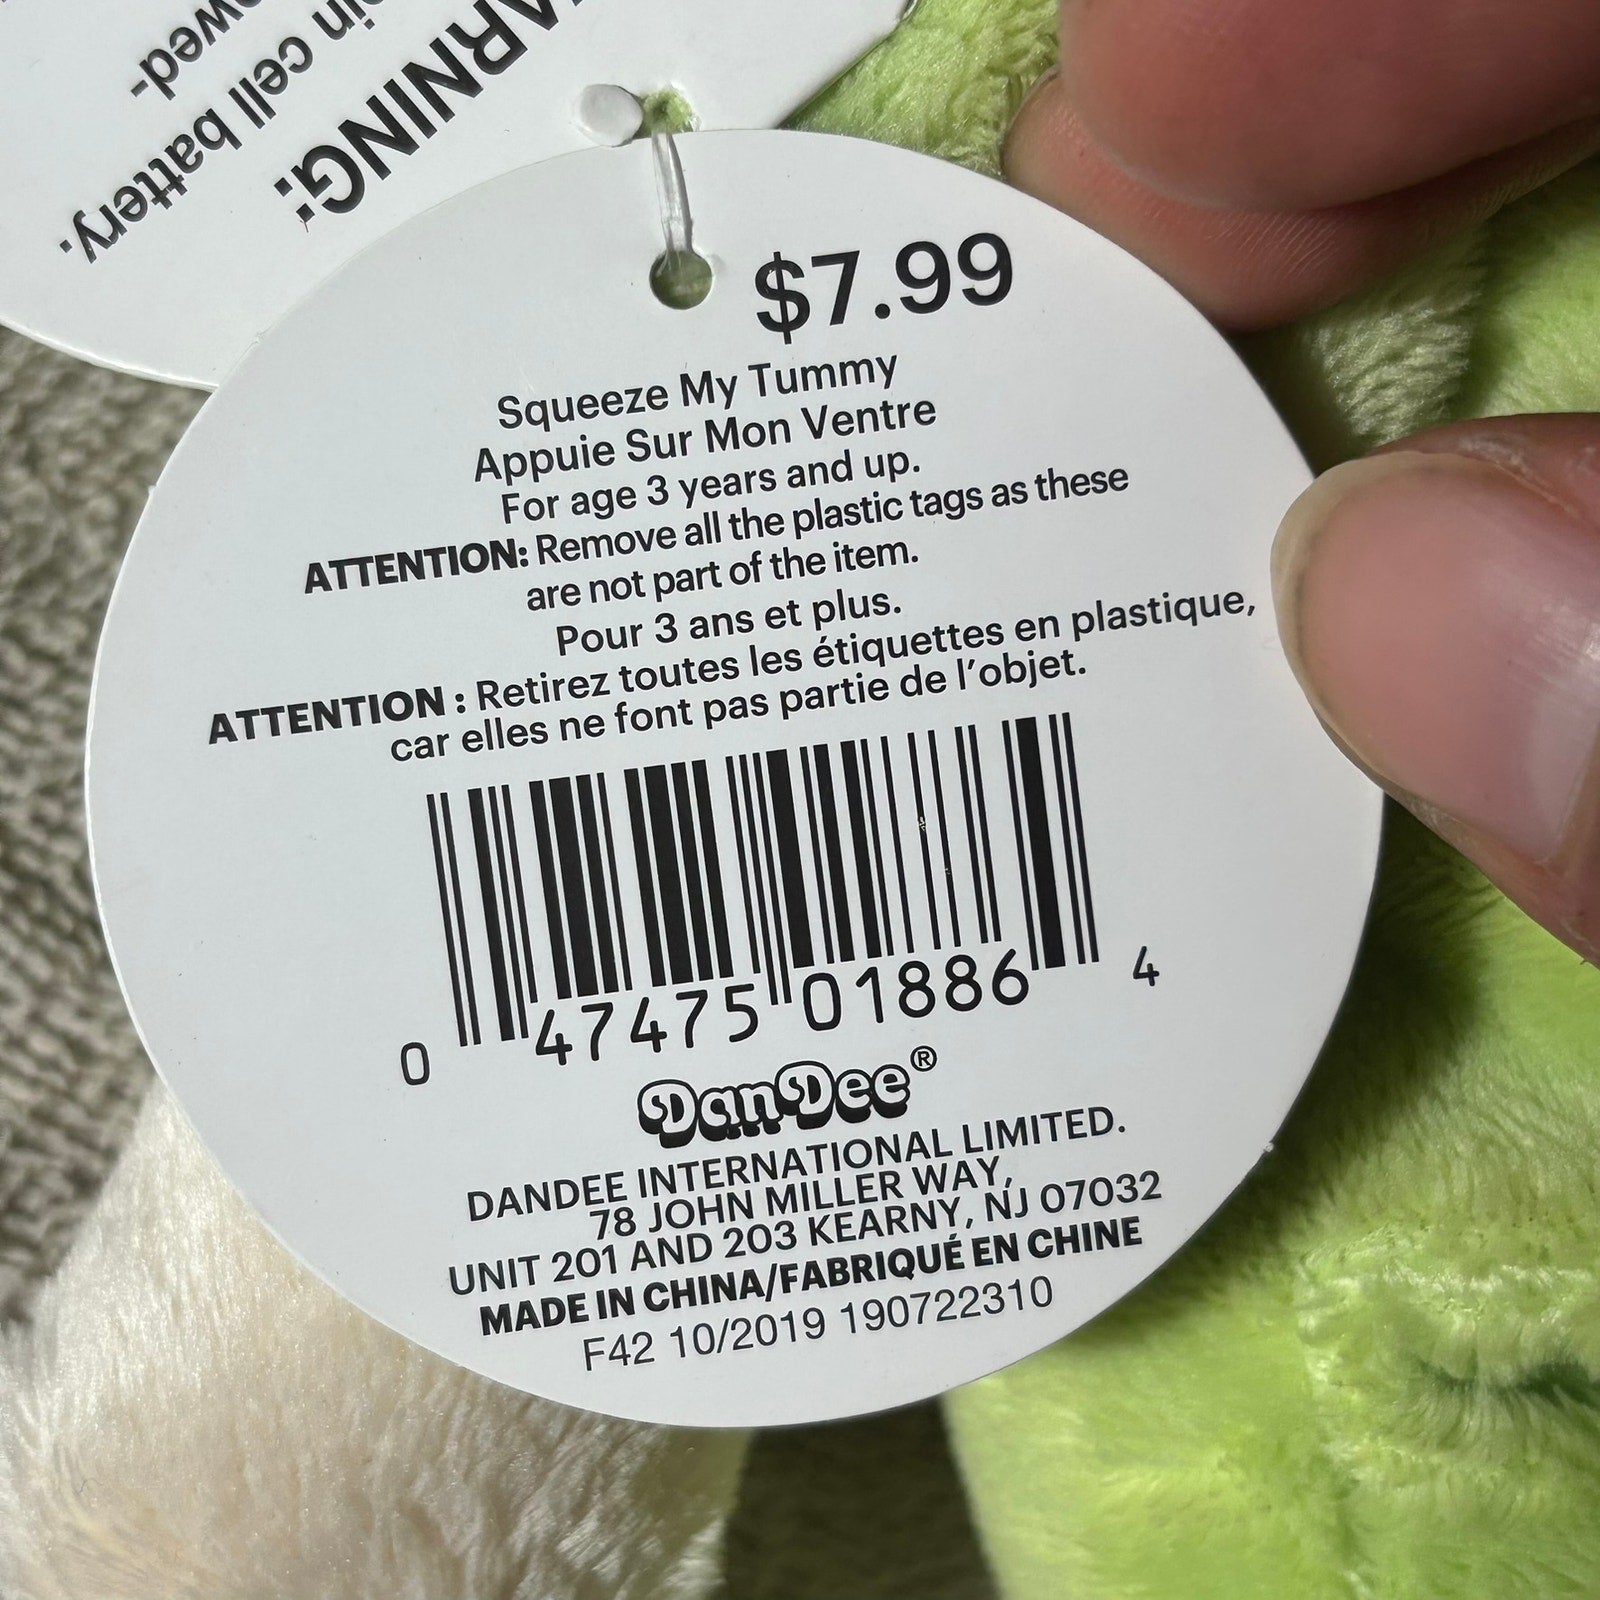 ARNING:
in cell battery.
owed-
$7.99
Squeeze My Tummy
Appuie Sur Mon Ventre
For age 3 years and up.
ATTENTION: Remove all the plastic tags as these
are not part of the item.
Pour 3 ans et plus.
ATTENTION : Retirez toutes les étiquettes en plastique,
car elles ne font pas partie de l'objet.
0 47475 01886 4
DanDee®
DANDEE INTERNATIONAL LIMITED.
78 JOHN MILLER WAY,
UNIT 201 AND 203 KEARNY, NJ 07032
MADE IN CHINA/FABRIQUÉ EN CHINE
F42 10/2019 190722310